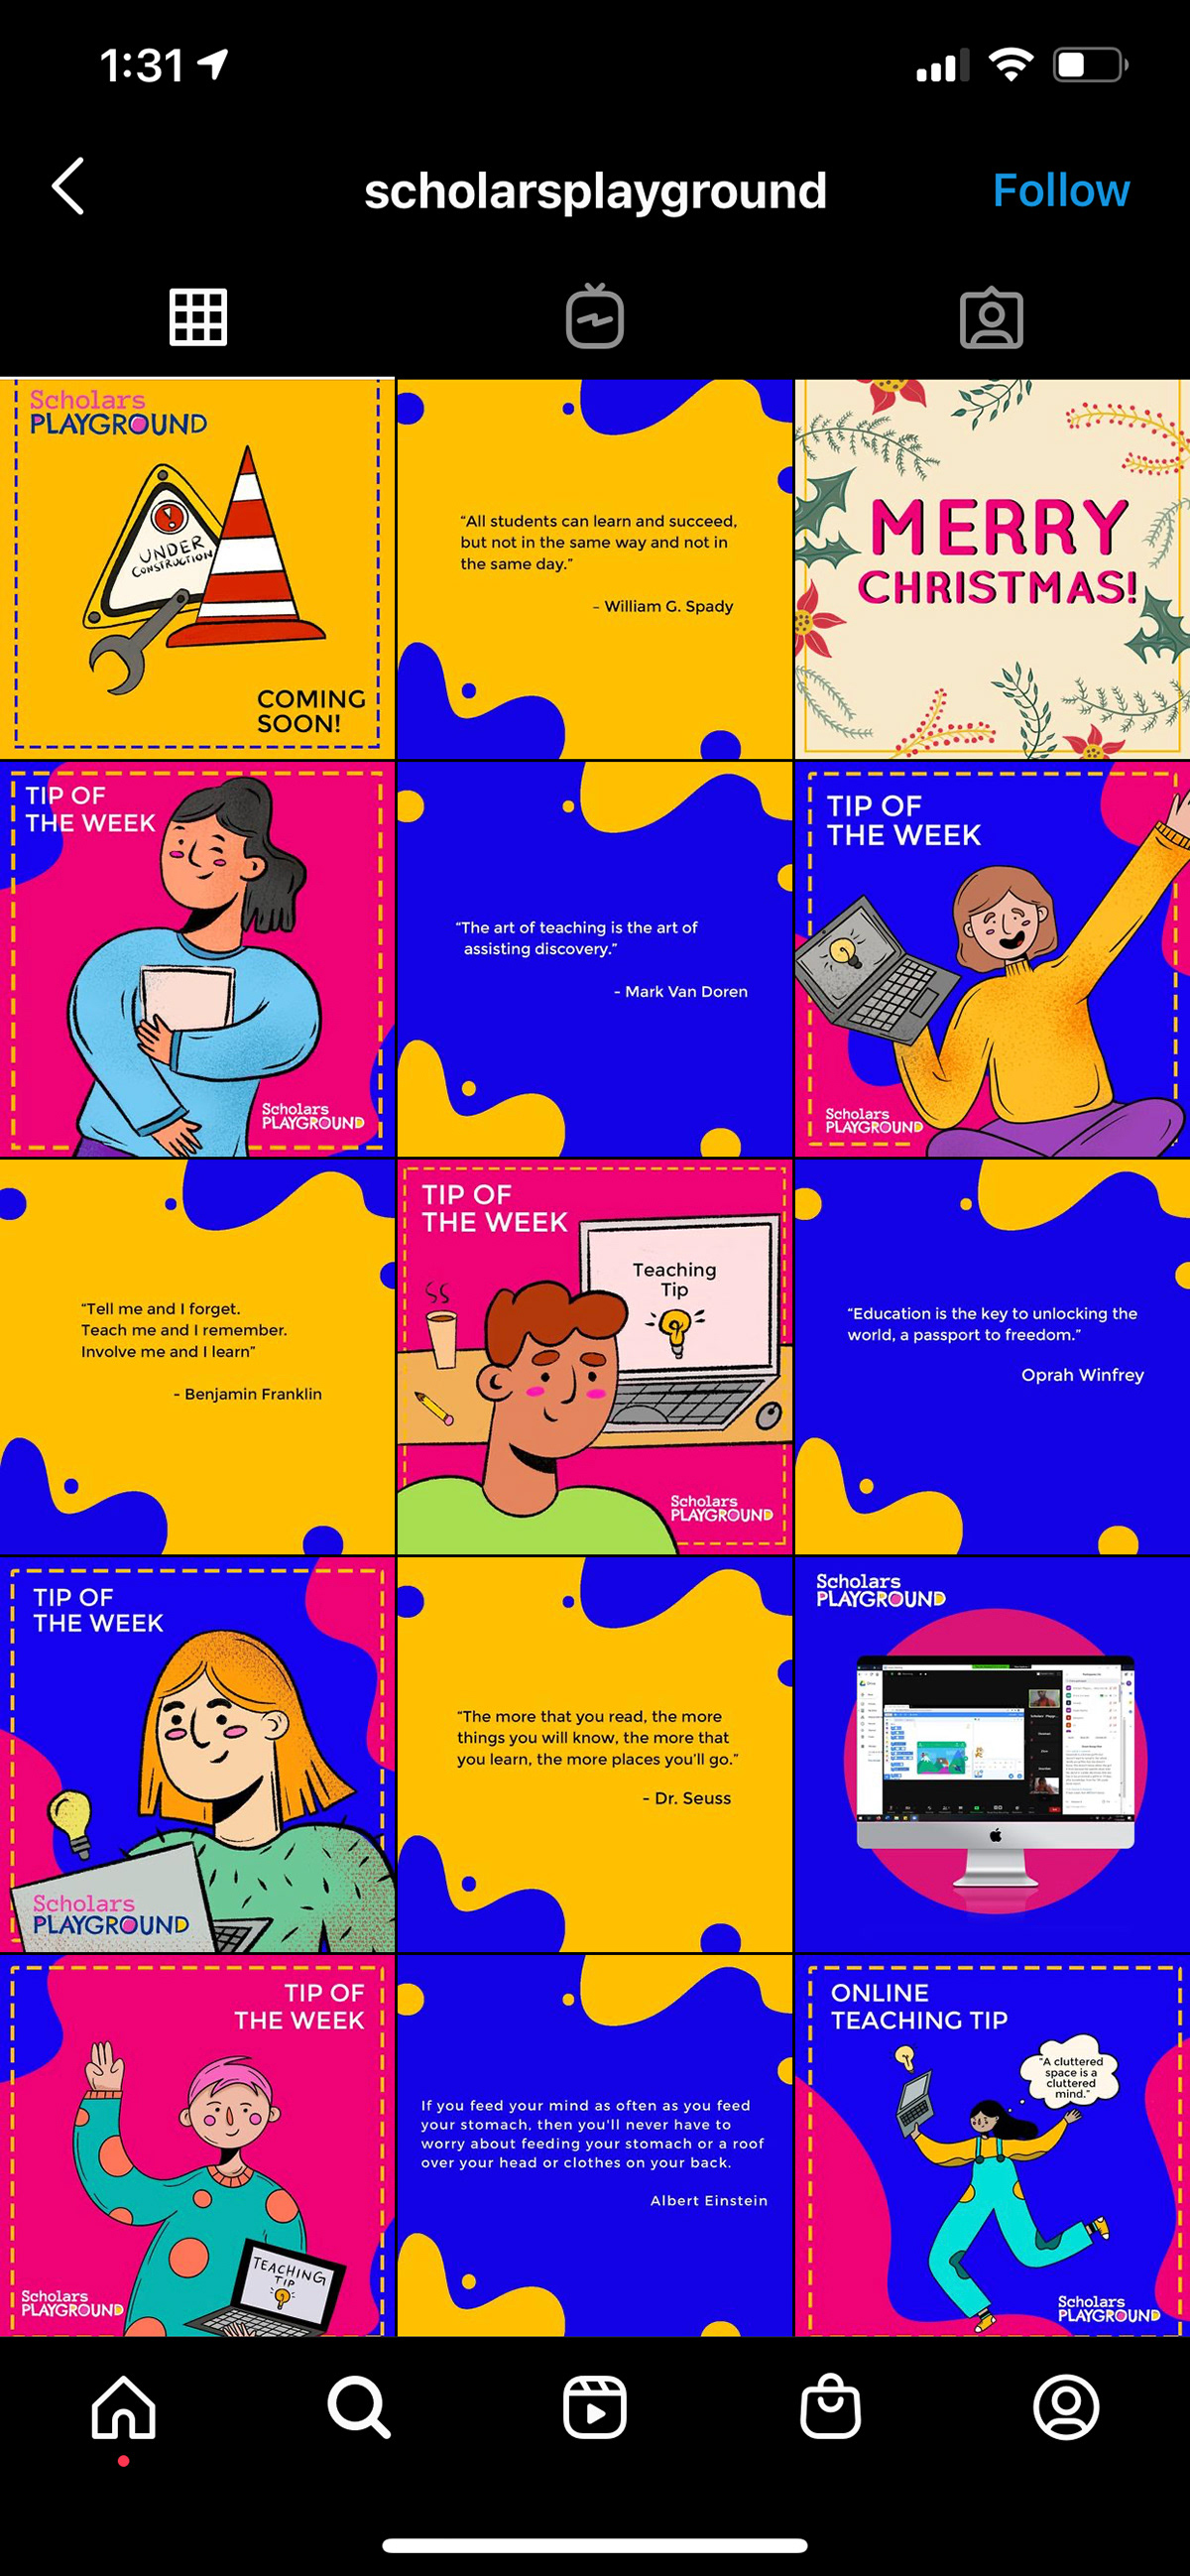 1:31
scholarsplayground
Follow
Scholars
PLAYGROUND
UNDER
CONSTRUCTION
COMING
SOON!
“All students can learn and succeed,
but not in the same way and not in
the same day.”
– William G. Spady
MERRY
CHRISTMAS!
TIP OF
THE WEEK
Scholars
PLAYGROUND
“The art of teaching is the art of
assisting discovery.”
- Mark Van Doren
TIP OF
THE WEEK
Scholars
PLAYGROUND
“Tell me and I forget.
Teach me and I remember.
Involve me and I learn”
- Benjamin Franklin
TIP OF
THE WEEK
Teaching
Tip
Scholars
PLAYGROUND
“Education is the key to unlocking the
world, a passport to freedom.”
Oprah Winfrey
TIP OF
THE WEEK
Scholars
PLAYGROUND
“The more that you read, the more
things you will know, the more that
you learn, the more places you’ll go.”
- Dr. Seuss
Scholars
PLAYGROUND
TIP OF
THE WEEK
TEACHING
TIP
Scholars
PLAYGROUND
If you feed your mind as often as you feed
your stomach, then you'll never have to
worry about feeding your stomach or a roof
over your head or clothes on your back.
Albert Einstein
ONLINE
TEACHING TIP
"A cluttered
space is a
cluttered
mind."
Scholars
PLAYGROUND